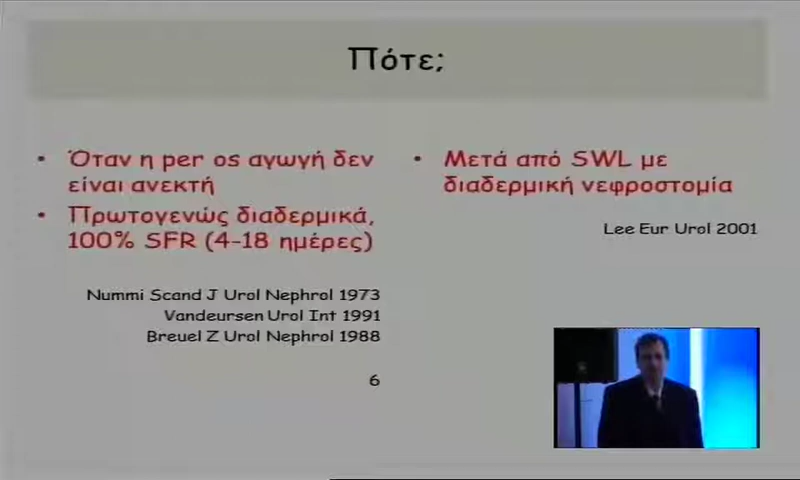 Πότε;
• Όταν η per os αγωγή δεν
είναι ανεκτή
• Πρωτογενώς διαδερμικά,
100% SFR (4-18 ημέρες)
Nummi Scand J Urol Nephrol 1973
Vandeursen Urol Int 1991
Breuel Z Urol Nephrol 1988
6
• Μετά από SWL με
διαδερμική νεφροστομία
Lee Eur Urol 2001